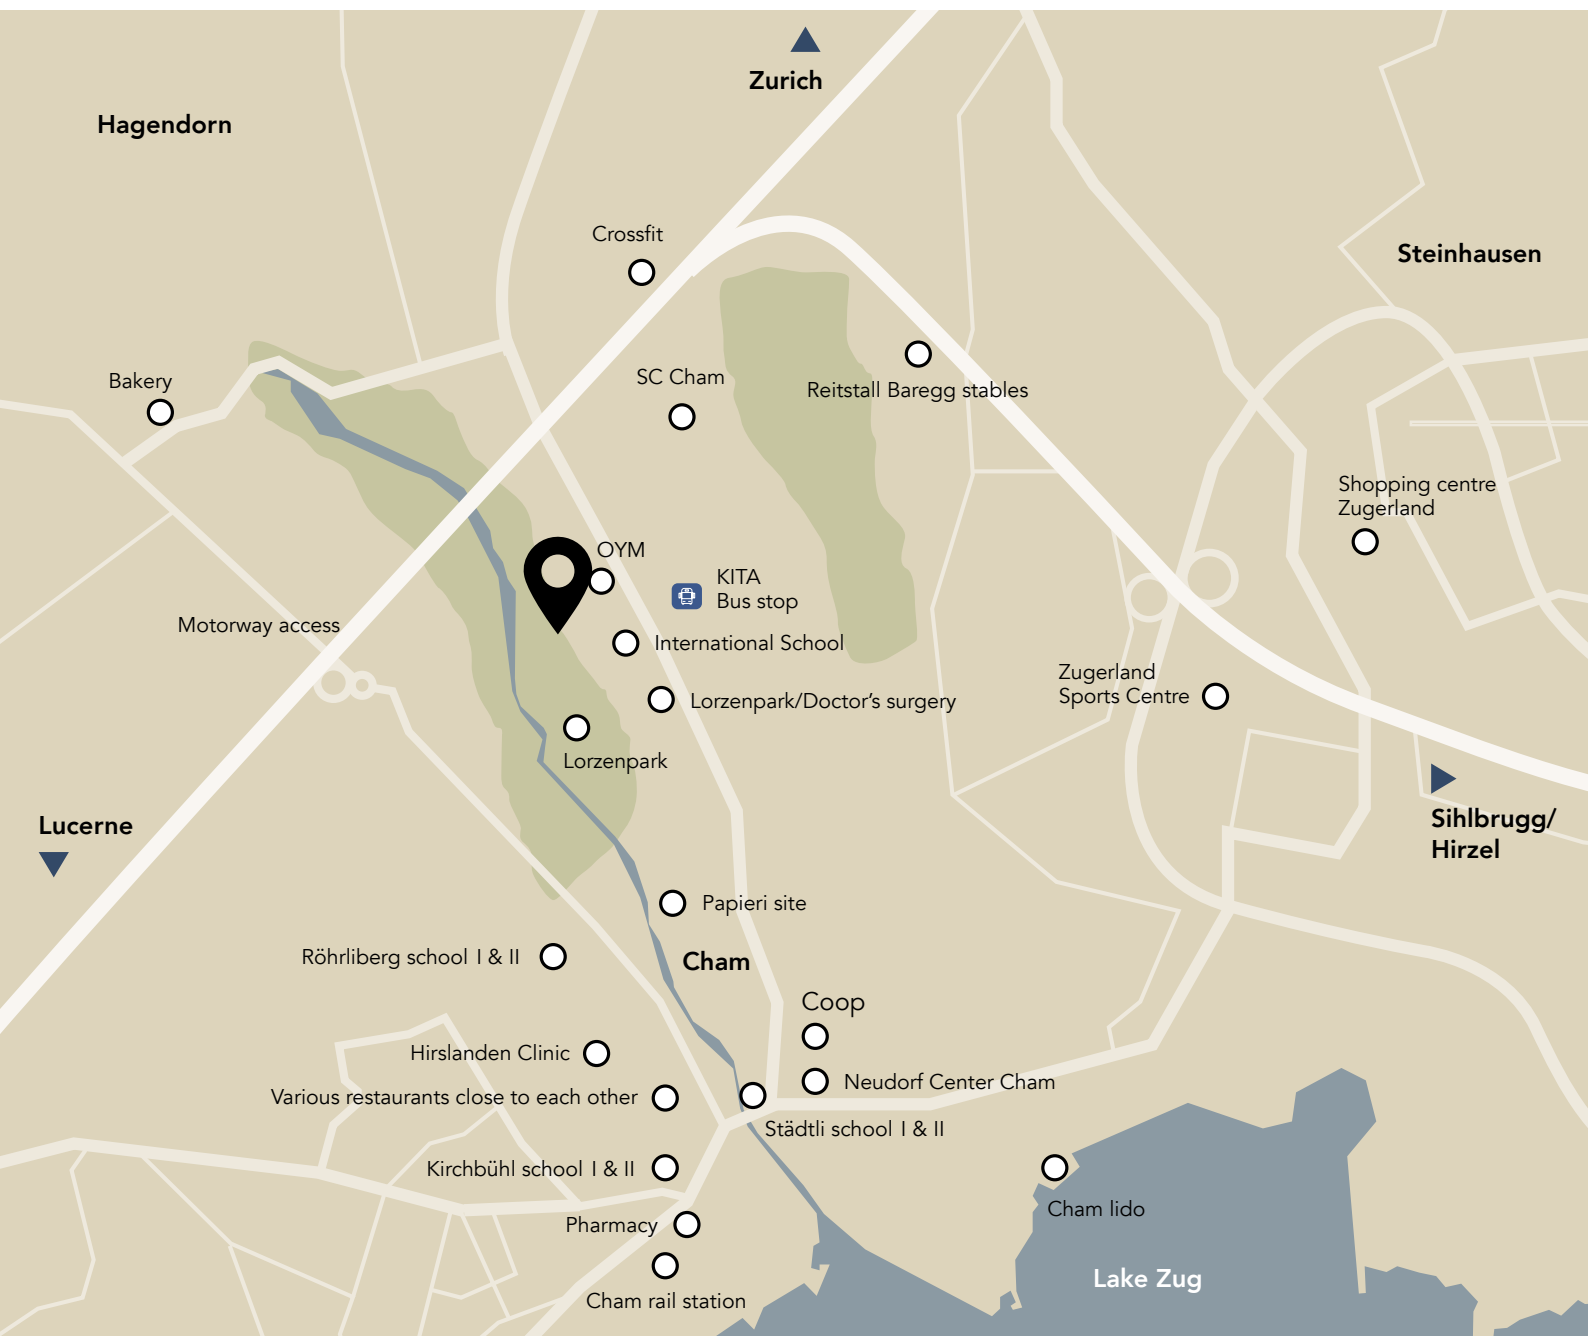 Zurich
Hagendorn
Crossfit
Steinhausen
Bakery
SC Cham
Reitstall Baregg stables
Shopping centre
Zugerland
OYM
KITA
Bus stop
Motorway access
International School
Zugerland
Sports Centre
Lorzenpark/Doctor's surgery
Lorzenpark
Lucerne
Sihlbrugg/
Hirzel
Papieri site
Röhrliberg school I & II
Cham
Coop
Hirslanden Clinic
Neudorf Center Cham
Various restaurants close to each other
Städtli school I & II
Kirchbühl school I & II
Cham lido
Pharmacy
Lake Zug
Cham rail station